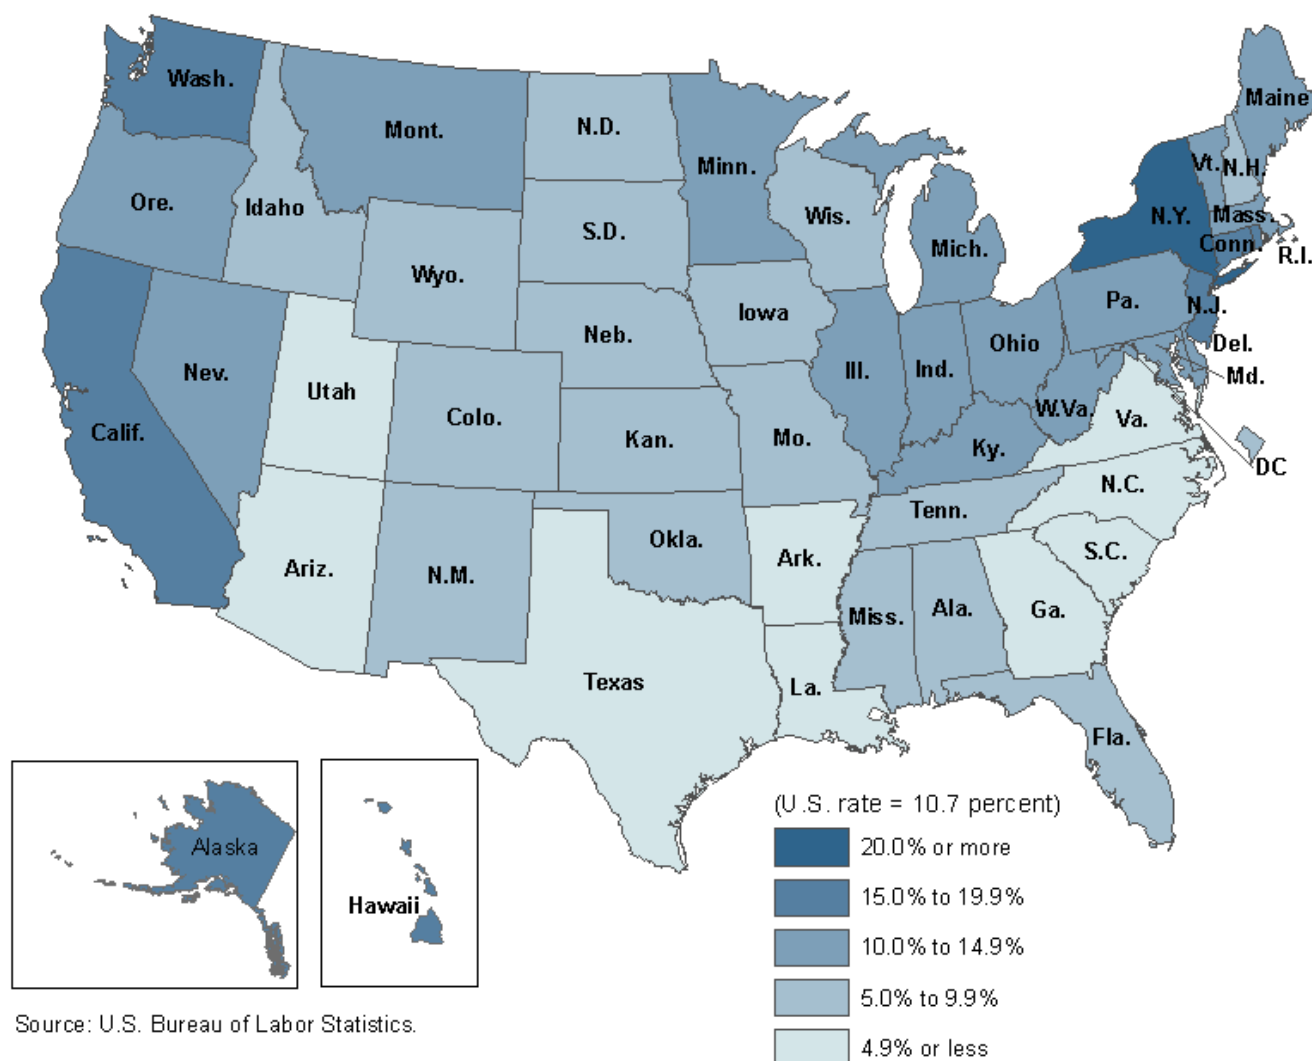 Wash.
Mont.
N.D.
Minn.
Maine
Vt.
N.H.
Ore.
Idaho
S.D.
Wis.
Mich.
N.Y.
Mass.
Conn.
R.I.
Wyo.
Iowa
Pa.
N.J.
Neb.
Ohio
Del.
Nev.
Utah
Ill.
Ind.
Md.
Colo.
W.Va.
Va.
Calif.
Kan.
Mo.
Ky.
DC
N.C.
Tenn.
Okla.
Ark.
S.C.
Ariz.
N.M.
Miss.
Ala.
Ga.
Texas
La.
Fla.
Alaska
Hawaii
(U.S. rate = 10.7 percent)
20.0% or more
15.0% to 19.9%
10.0% to 14.9%
5.0% to 9.9%
4.9% or less
Source: U.S. Bureau of Labor Statistics.